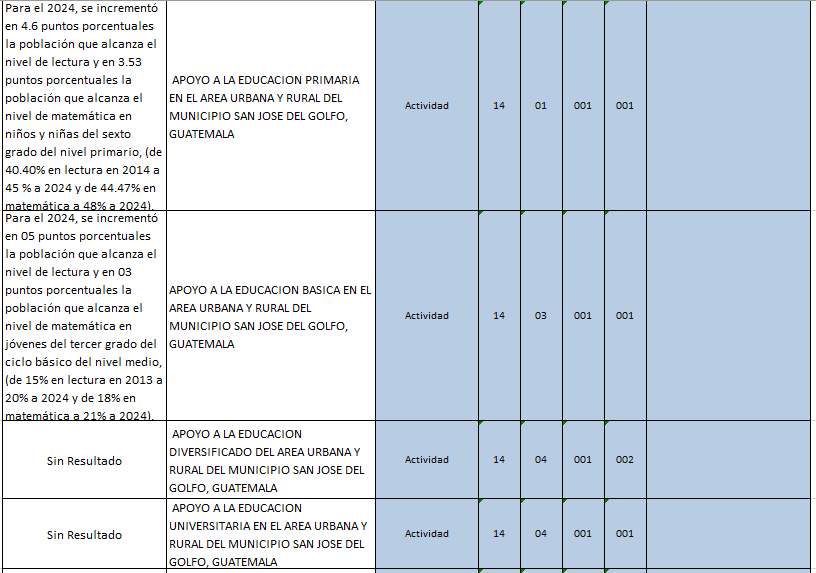 Para el 2024, se incrementó
en 4.6 puntos porcentuales
la población que alcanza el
nivel de lectura y en 3.53
puntos porcentuales la
población que alcanza el
nivel de matemática en
niños y niñas del sexto
grado del nivel primario, (de
40.40% en lectura en 2014 a
45 % a 2024 y de 44.47% en
matemática a 48% a 2024).
APOYO A LA EDUCACION PRIMARIA
EN EL AREA URBANA Y RURAL DEL
MUNICIPIO SAN JOSE DEL GOLFO,
GUATEMALA
Actividad 14 01 001 001
Para el 2024, se incrementó
en 05 puntos porcentuales
la población que alcanza el
nivel de lectura y en 03
puntos porcentuales la
población que alcanza el
nivel de matemática en
jóvenes del tercer grado del
ciclo básico del nivel medio,
(de 15% en lectura en 2013 a
20% a 2024 y de 18% en
matemática a 21% a 2024).
APOYO A LA EDUCACION BASICA EN EL
AREA URBANA Y RURAL DEL
MUNICIPIO SAN JOSE DEL GOLFO,
GUATEMALA
Actividad 14 03 001 001
Sin Resultado
APOYO A LA EDUCACION
DIVERSIFICADO DEL AREA URBANA Y
RURAL DEL MUNICIPIO SAN JOSE DEL
GOLFO, GUATEMALA
Actividad 14 04 001 002
Sin Resultado
APOYO A LA EDUCACION
UNIVERSITARIA EN EL AREA URBANA Y
RURAL DEL MUNICIPIO SAN JOSE DEL
GOLFO, GUATEMALA
Actividad 14 04 001 001